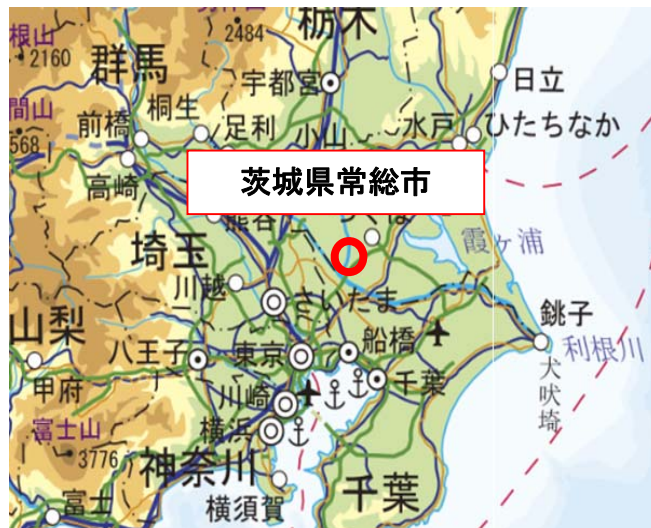 栃木
根山
・2160
2484
群馬
宇都宮
日立
間山
568
桐生
足利
小山
水戸
ひたちなか
前橋
高崎
茨城県常総市
熊谷
つくば
霞ヶ浦
埼玉
川越
さいたま
山梨
銚子
八王子
東京
船橋
利根川
甲府
川崎
千葉
犬吠埼
富士山
・3776
横浜
神奈川
富士
横須賀
千葉